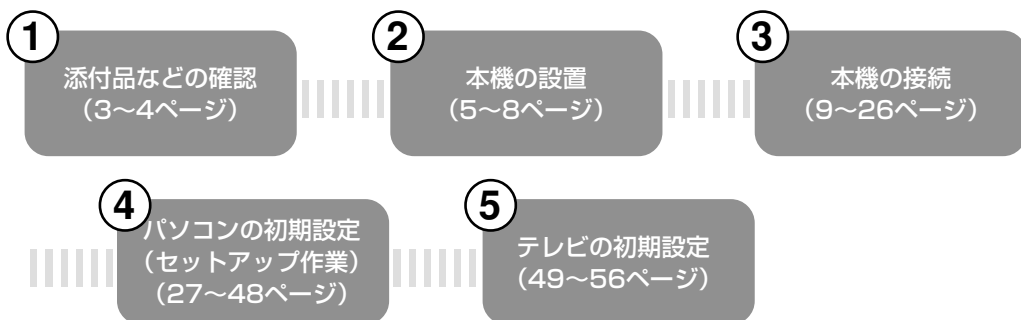 1
添付品などの確認
（3～4ページ）
2
本機の設置
（5～8ページ）
3
本機の接続
（9～26ページ）
4
パソコンの初期設定
（セットアップ作業）
（27～48ページ）
5
テレビの初期設定
（49～56ページ）